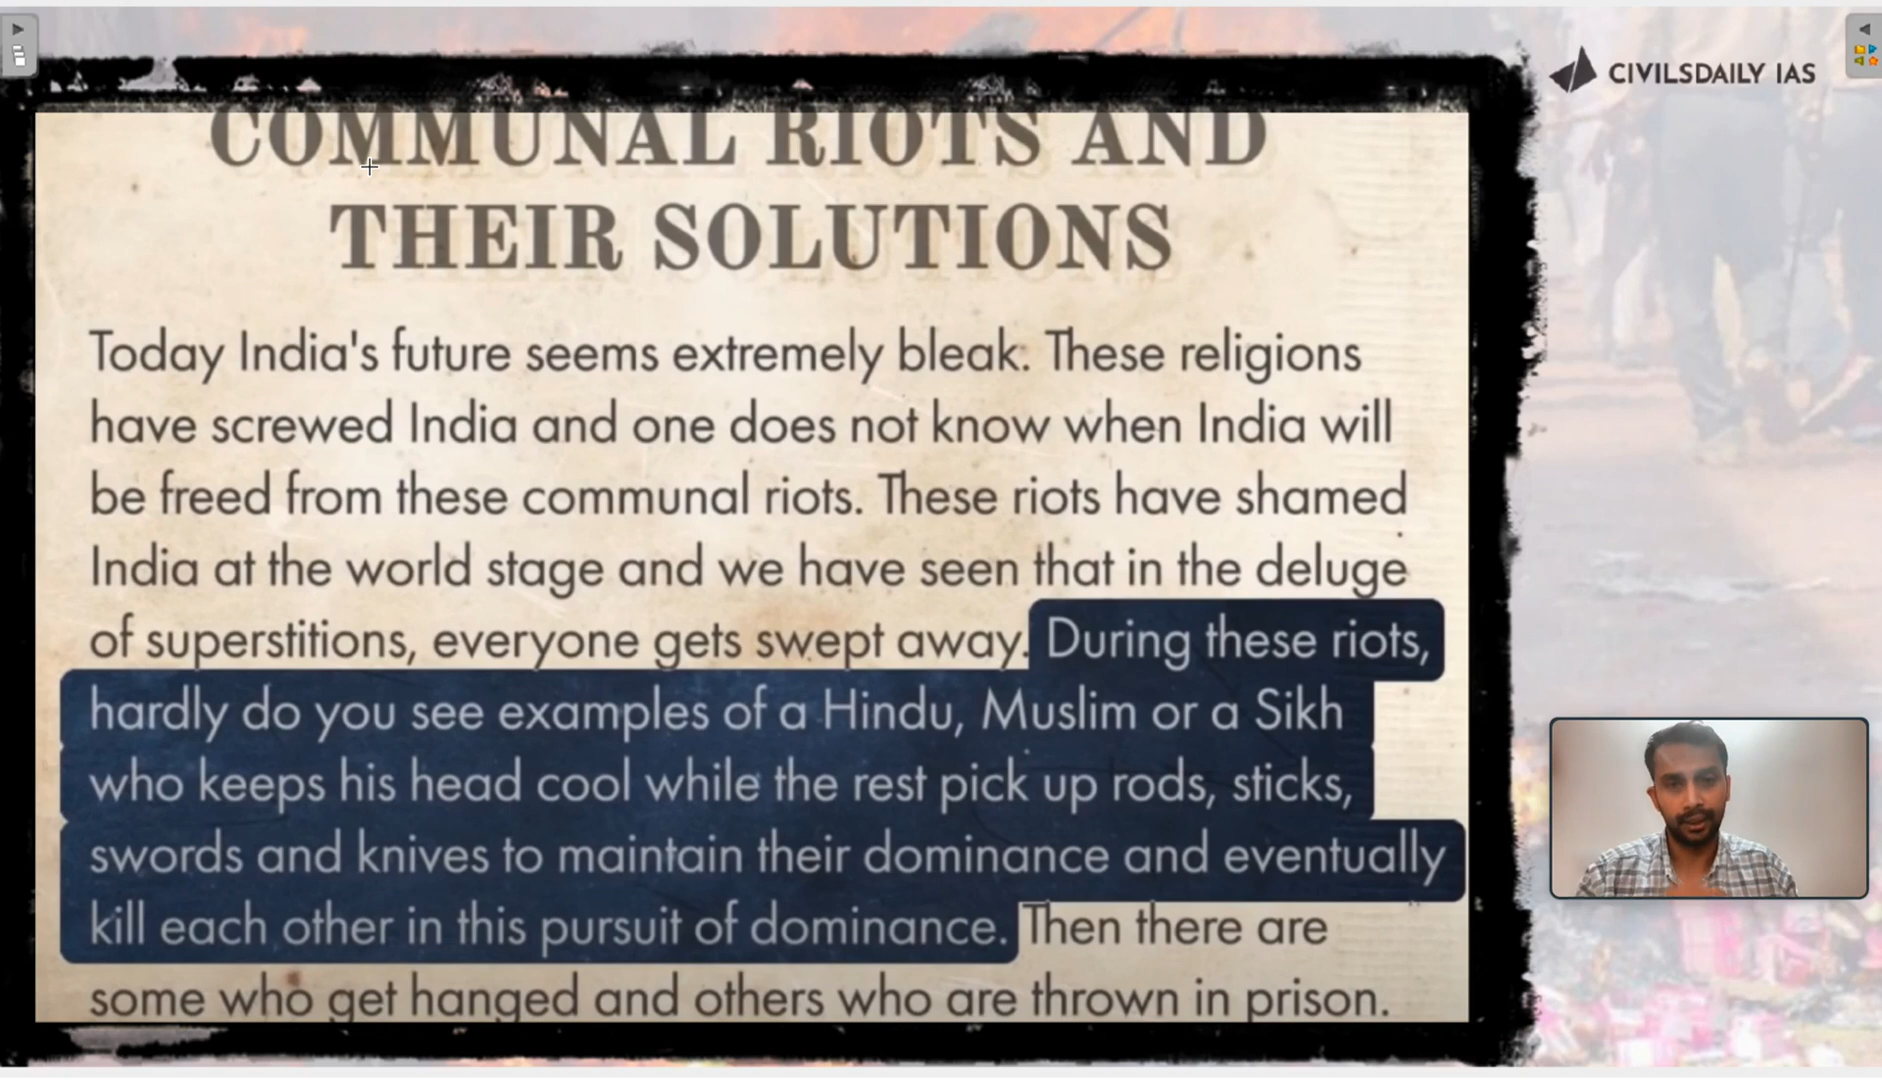 CIVILSDAILY IAS
COMMUNAL RIOTS AND
THEIR SOLUTIONS
Today India's future seems extremely bleak. These religions
have screwed India and one does not know when India will
be freed from these communal riots. These riots have shamed
India at the world stage and we have seen that in the deluge
of superstitions, everyone gets swept away. During these riots,
hardly do you see examples of a Hindu, Muslim or a Sikh
who keeps his head cool while the rest pick up rods, sticks,
swords and knives to maintain their dominance and eventually
kill each other in this pursuit of dominance. Then there are
some who get hanged and others who are thrown in prison.